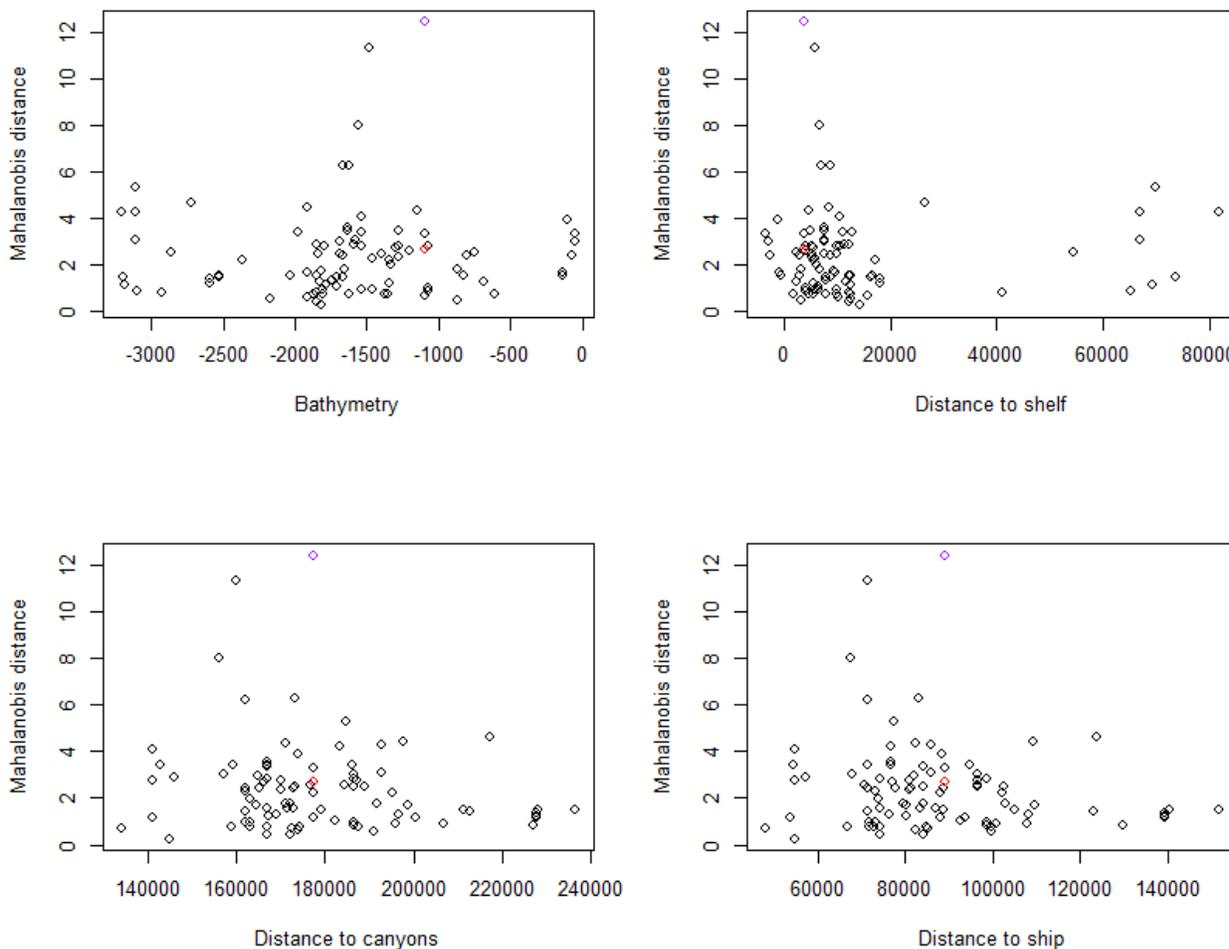 Mahalanobis distance
0 2 4 6 8 10 12
-3000 -2500 -2000 -1500 -1000 -500 0
Bathymetry
Mahalanobis distance
0 2 4 6 8 10 12
0 20000 40000 60000 8000
Distance to shelf
Mahalanobis distance
0 2 4 6 8 10 12
140000 160000 180000 200000 220000 240000
Distance to canyons
Mahalanobis distance
0 2 4 6 8 10 12
60000 80000 100000 120000 140000
Distance to ship